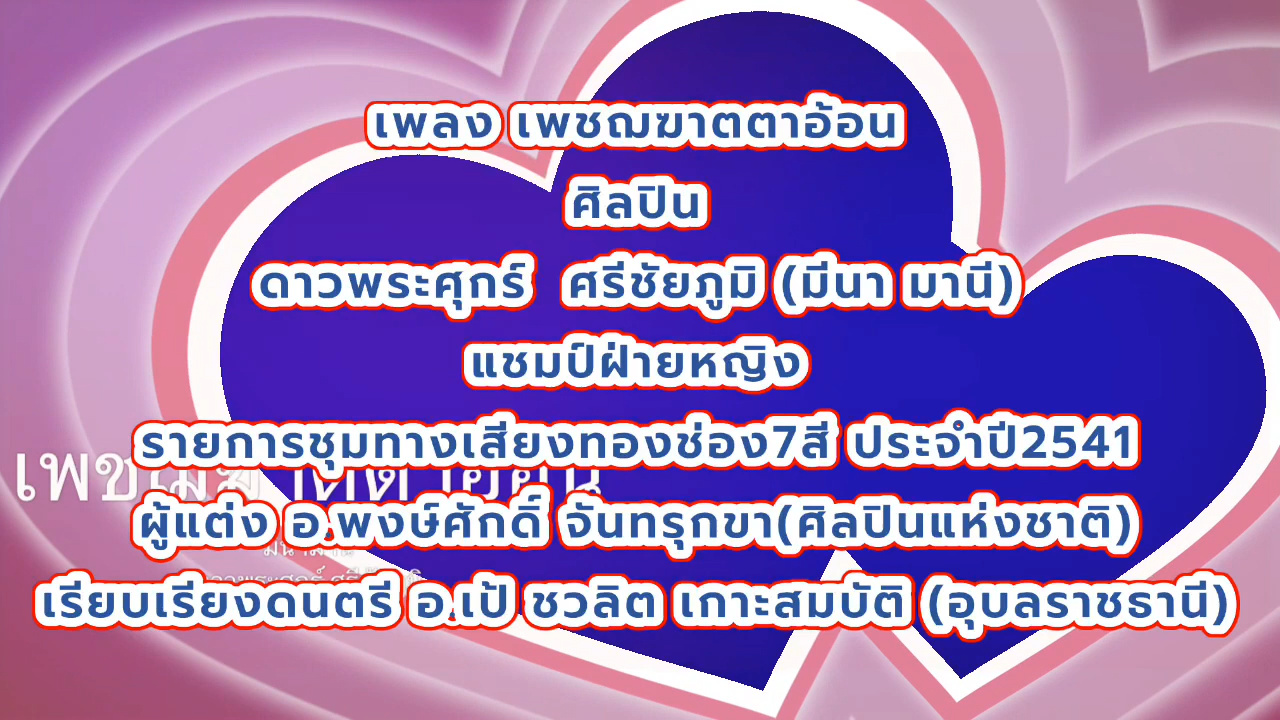 เพลง เพชฌฆาตตาอ้อน
ศิลปิน
ดาวพระศุกร์ ศรีชัยภูมิ (มีนา มานี)
แชมป์ฝ่ายหญิง
รายการชุมทางเสียงทองช่อง7สี ประจำปี2541
ผู้แต่ง อ.พงษ์ศักดิ์ จันทรุกขา(ศิลปินแห่งชาติ)
เรียบเรียงดนตรี อ.เป้ ชวลิต เกาะสมบัติ (อุบลราชธานี)